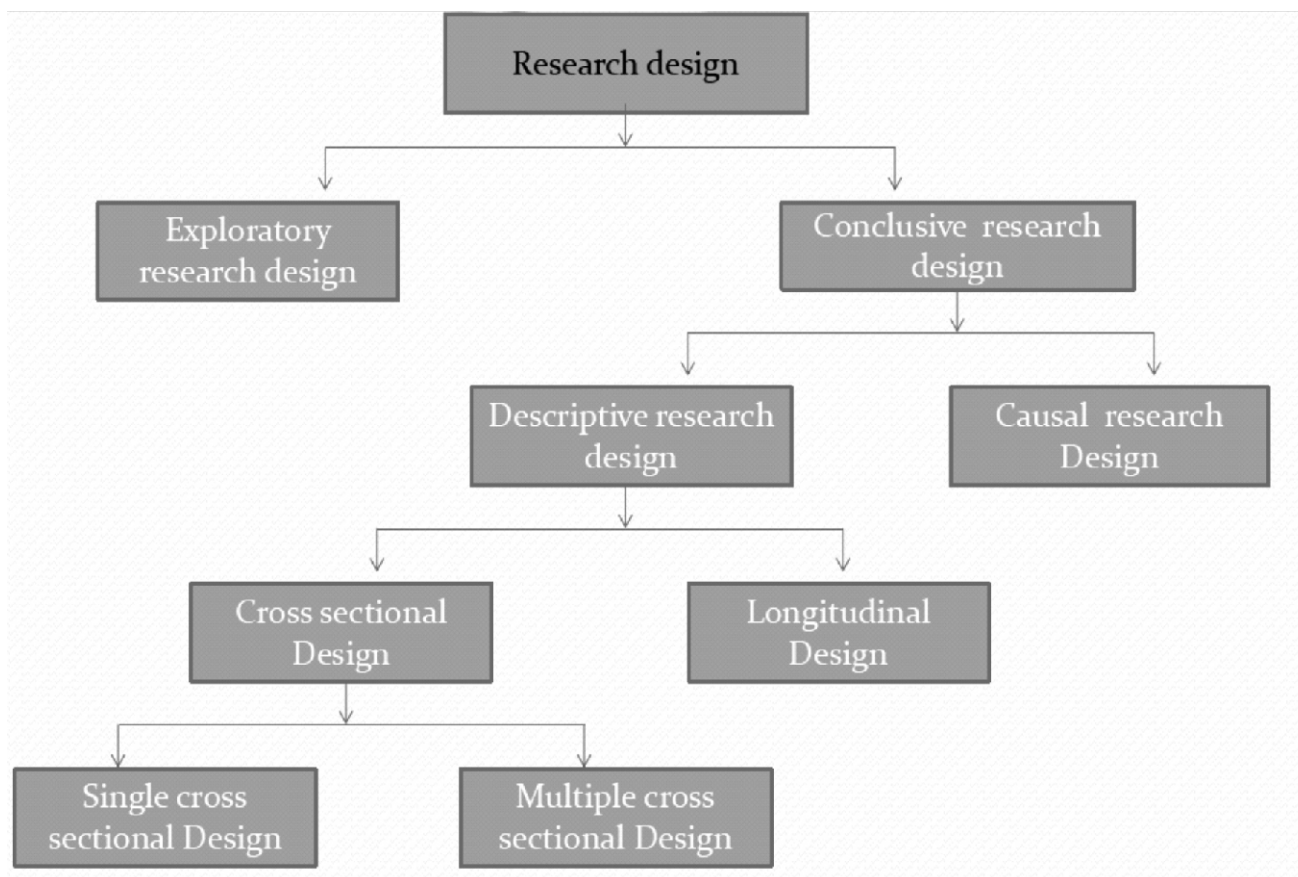 Research design
Exploratory
research design
Conclusive research
design
Descriptive research
design
Causal research
Design
Cross sectional
Design
Longitudinal
Design
Single cross
sectional Design
Multiple cross
sectional Design